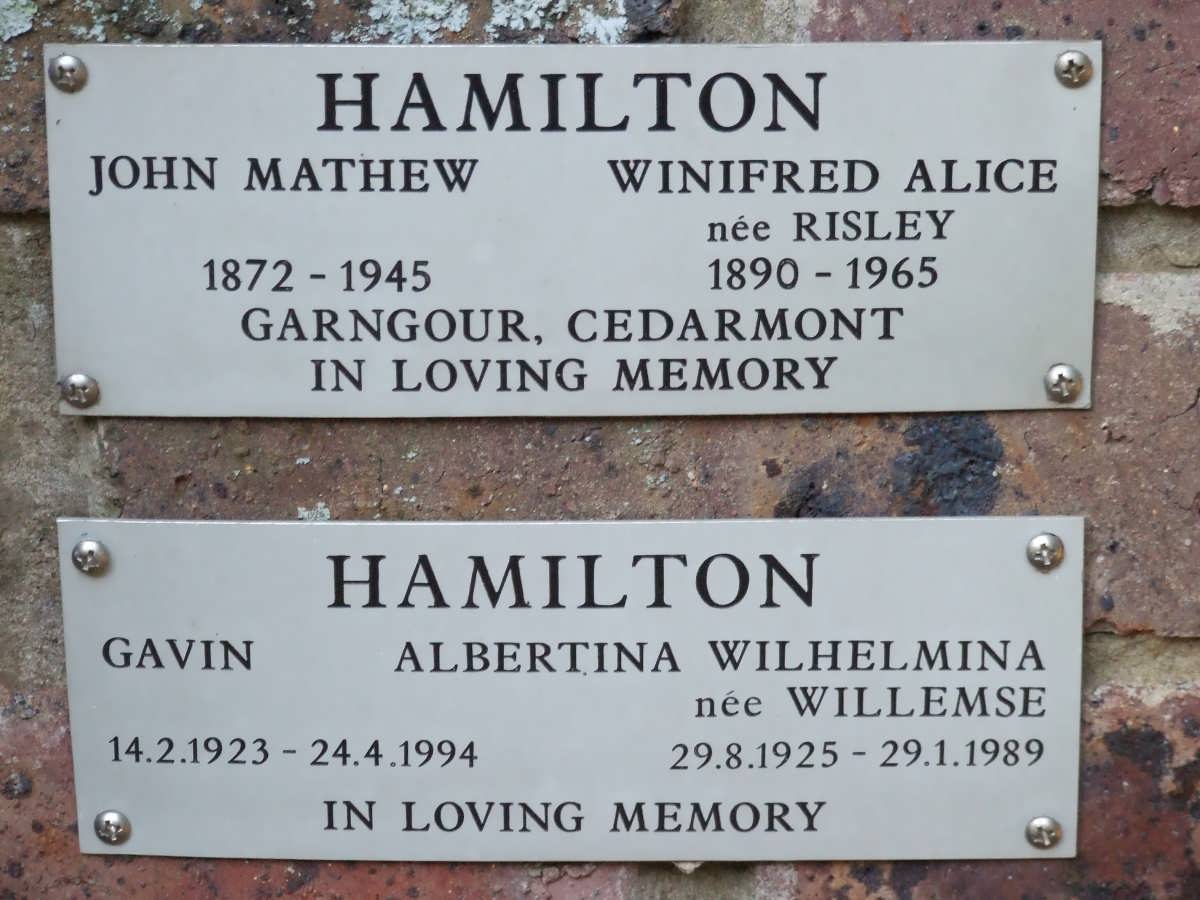 HAMILTON
JOHN MATHEW WINIFRED ALICE
née RISLEY
1872 - 1945 1890 - 1965
GARNGOUR, CEDARMONT
IN LOVING MEMORY
HAMILTON
GAVIN ALBERTINA WILHELMINA
née WILLEMSE
14.2.1923 - 24.4.1994 29.8.1925 - 29.1.1989
IN LOVING MEMORY